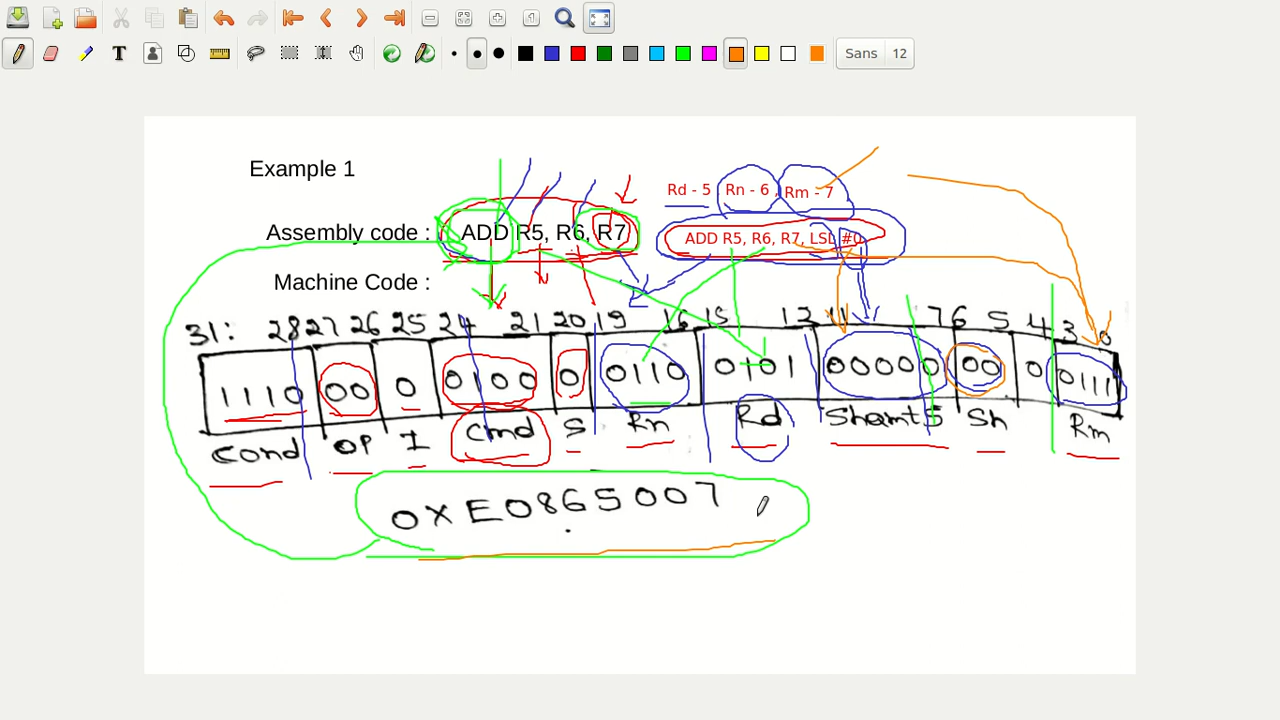 Sans 12
Example 1
Rd - 5 Rn - 6 , Rm - 7
Assembly code : ADD R5, R6, R7
ADD R5, R6, R7, LSL #0
Machine Code :
31: 28 27 26 25 24 21 20 19 16 15 12 11 7 6 5 4 3 0
1110 00 0 0100 0 0110 0101 00000 00 0 0111
Cond OP I Cmd S Rn Rd Shamt5 Sh Rm
0XE0865007